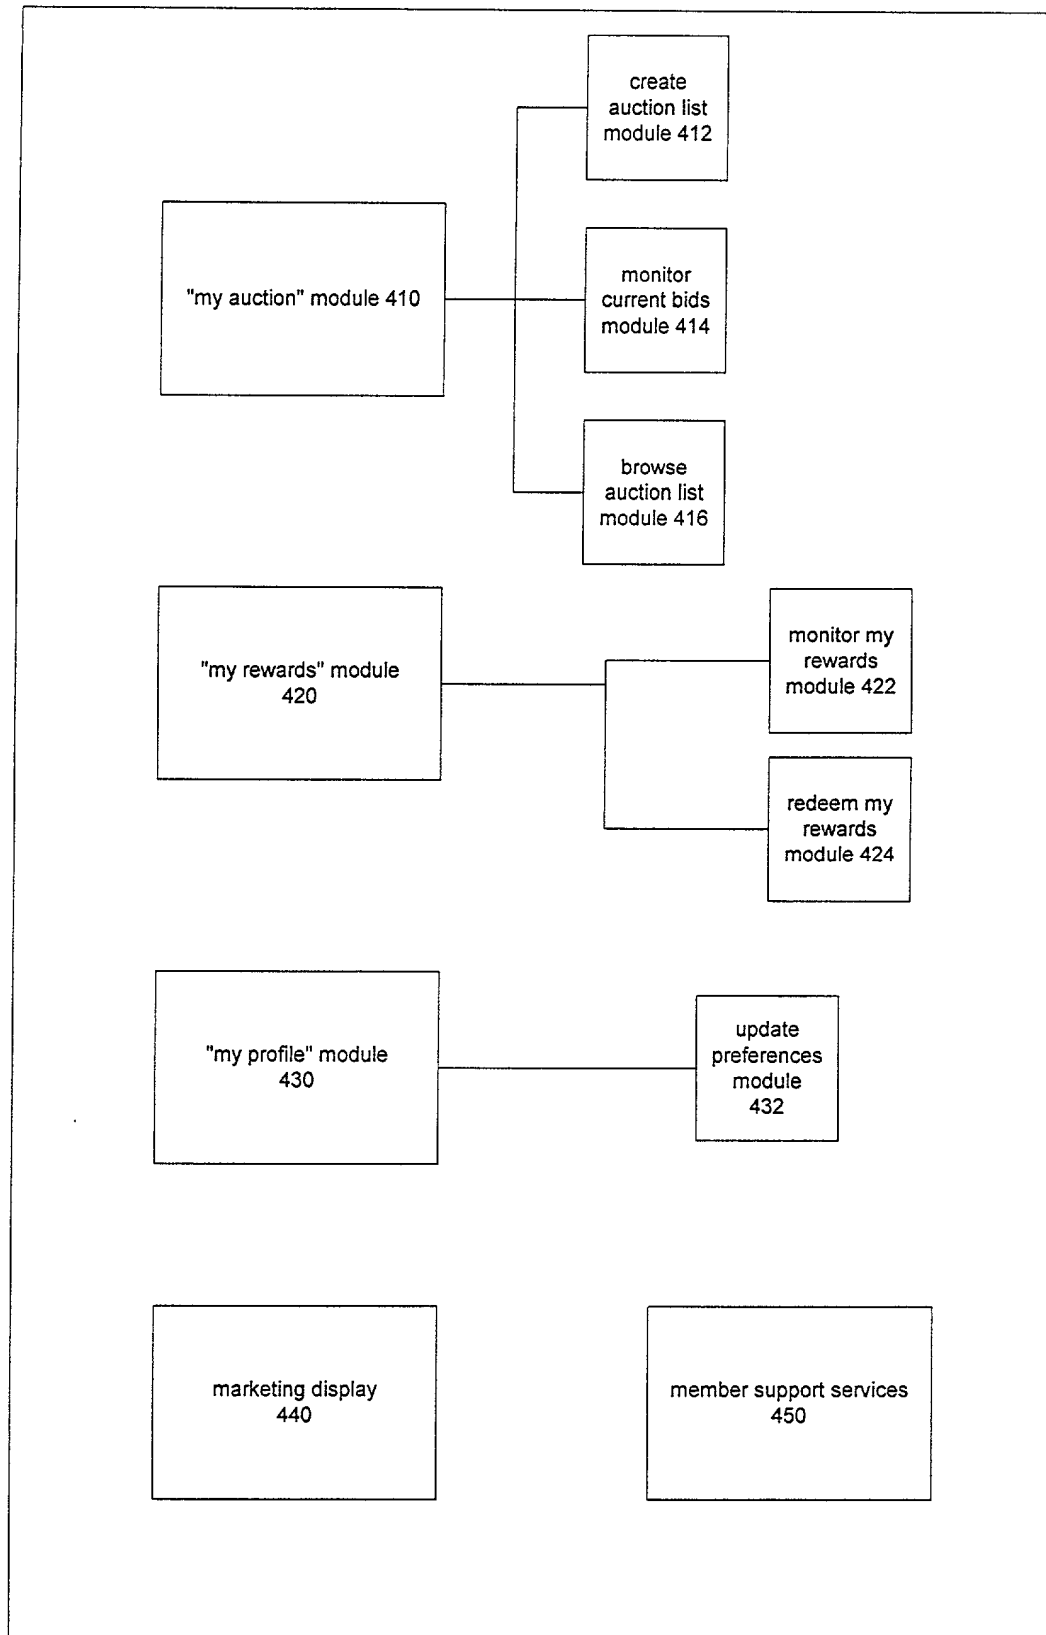 create
auction list
module 412
"my auction" module 410
monitor
current bids
module 414
browse
auction list
module 416
"my rewards" module
420
monitor my
rewards
module 422
redeem my
rewards
module 424
"my profile" module
430
update
preferences
module
432
marketing display
440
member support services
450